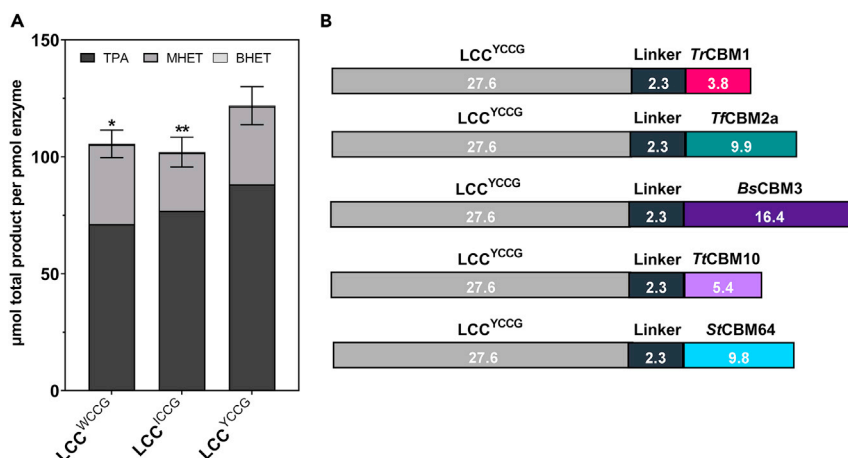 A
µmol total product per pmol enzyme
150
100
50
0
TPA MHET BHET
*
**
LCC^WCCG
LCC^ICCG
LCC^YCCG
B
LCC^YCCG Linker TrCBM1
27.6 2.3 3.8
LCC^YCCG Linker TfCBM2a
27.6 2.3 9.9
LCC^YCCG Linker BsCBM3
27.6 2.3 16.4
LCC^YCCG Linker TtCBM10
27.6 2.3 5.4
LCC^YCCG Linker StCBM64
27.6 2.3 9.8